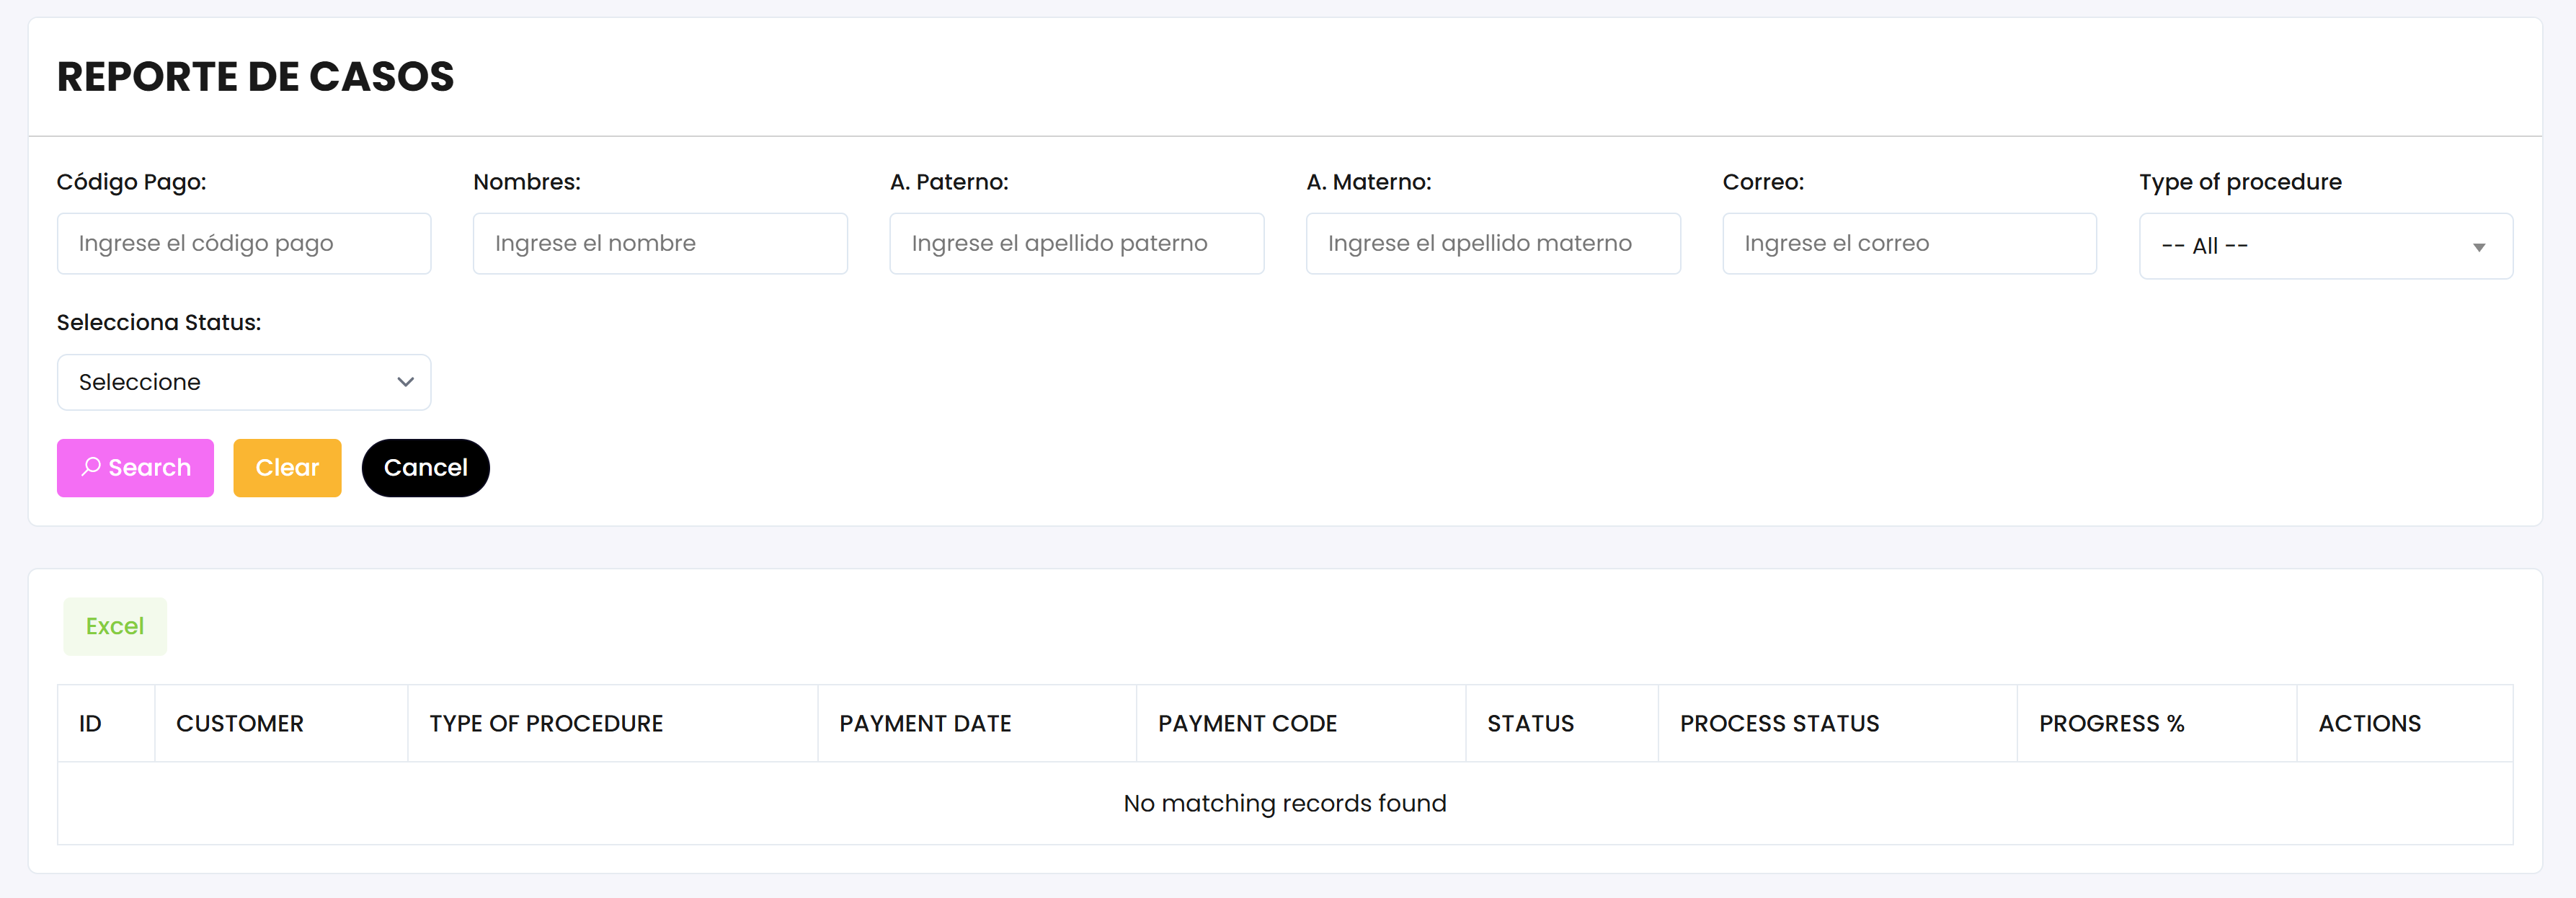 REPORTE DE CASOS
Código Pago: Nombres: A. Paterno: A. Materno: Correo: Type of procedure
Ingrese el código pago Ingrese el nombre Ingrese el apellido paterno Ingrese el apellido materno Ingrese el correo -- All --
Selecciona Status:
Seleccione
Search Clear Cancel
Excel
ID CUSTOMER TYPE OF PROCEDURE PAYMENT DATE PAYMENT CODE STATUS PROCESS STATUS PROGRESS % ACTIONS
No matching records found